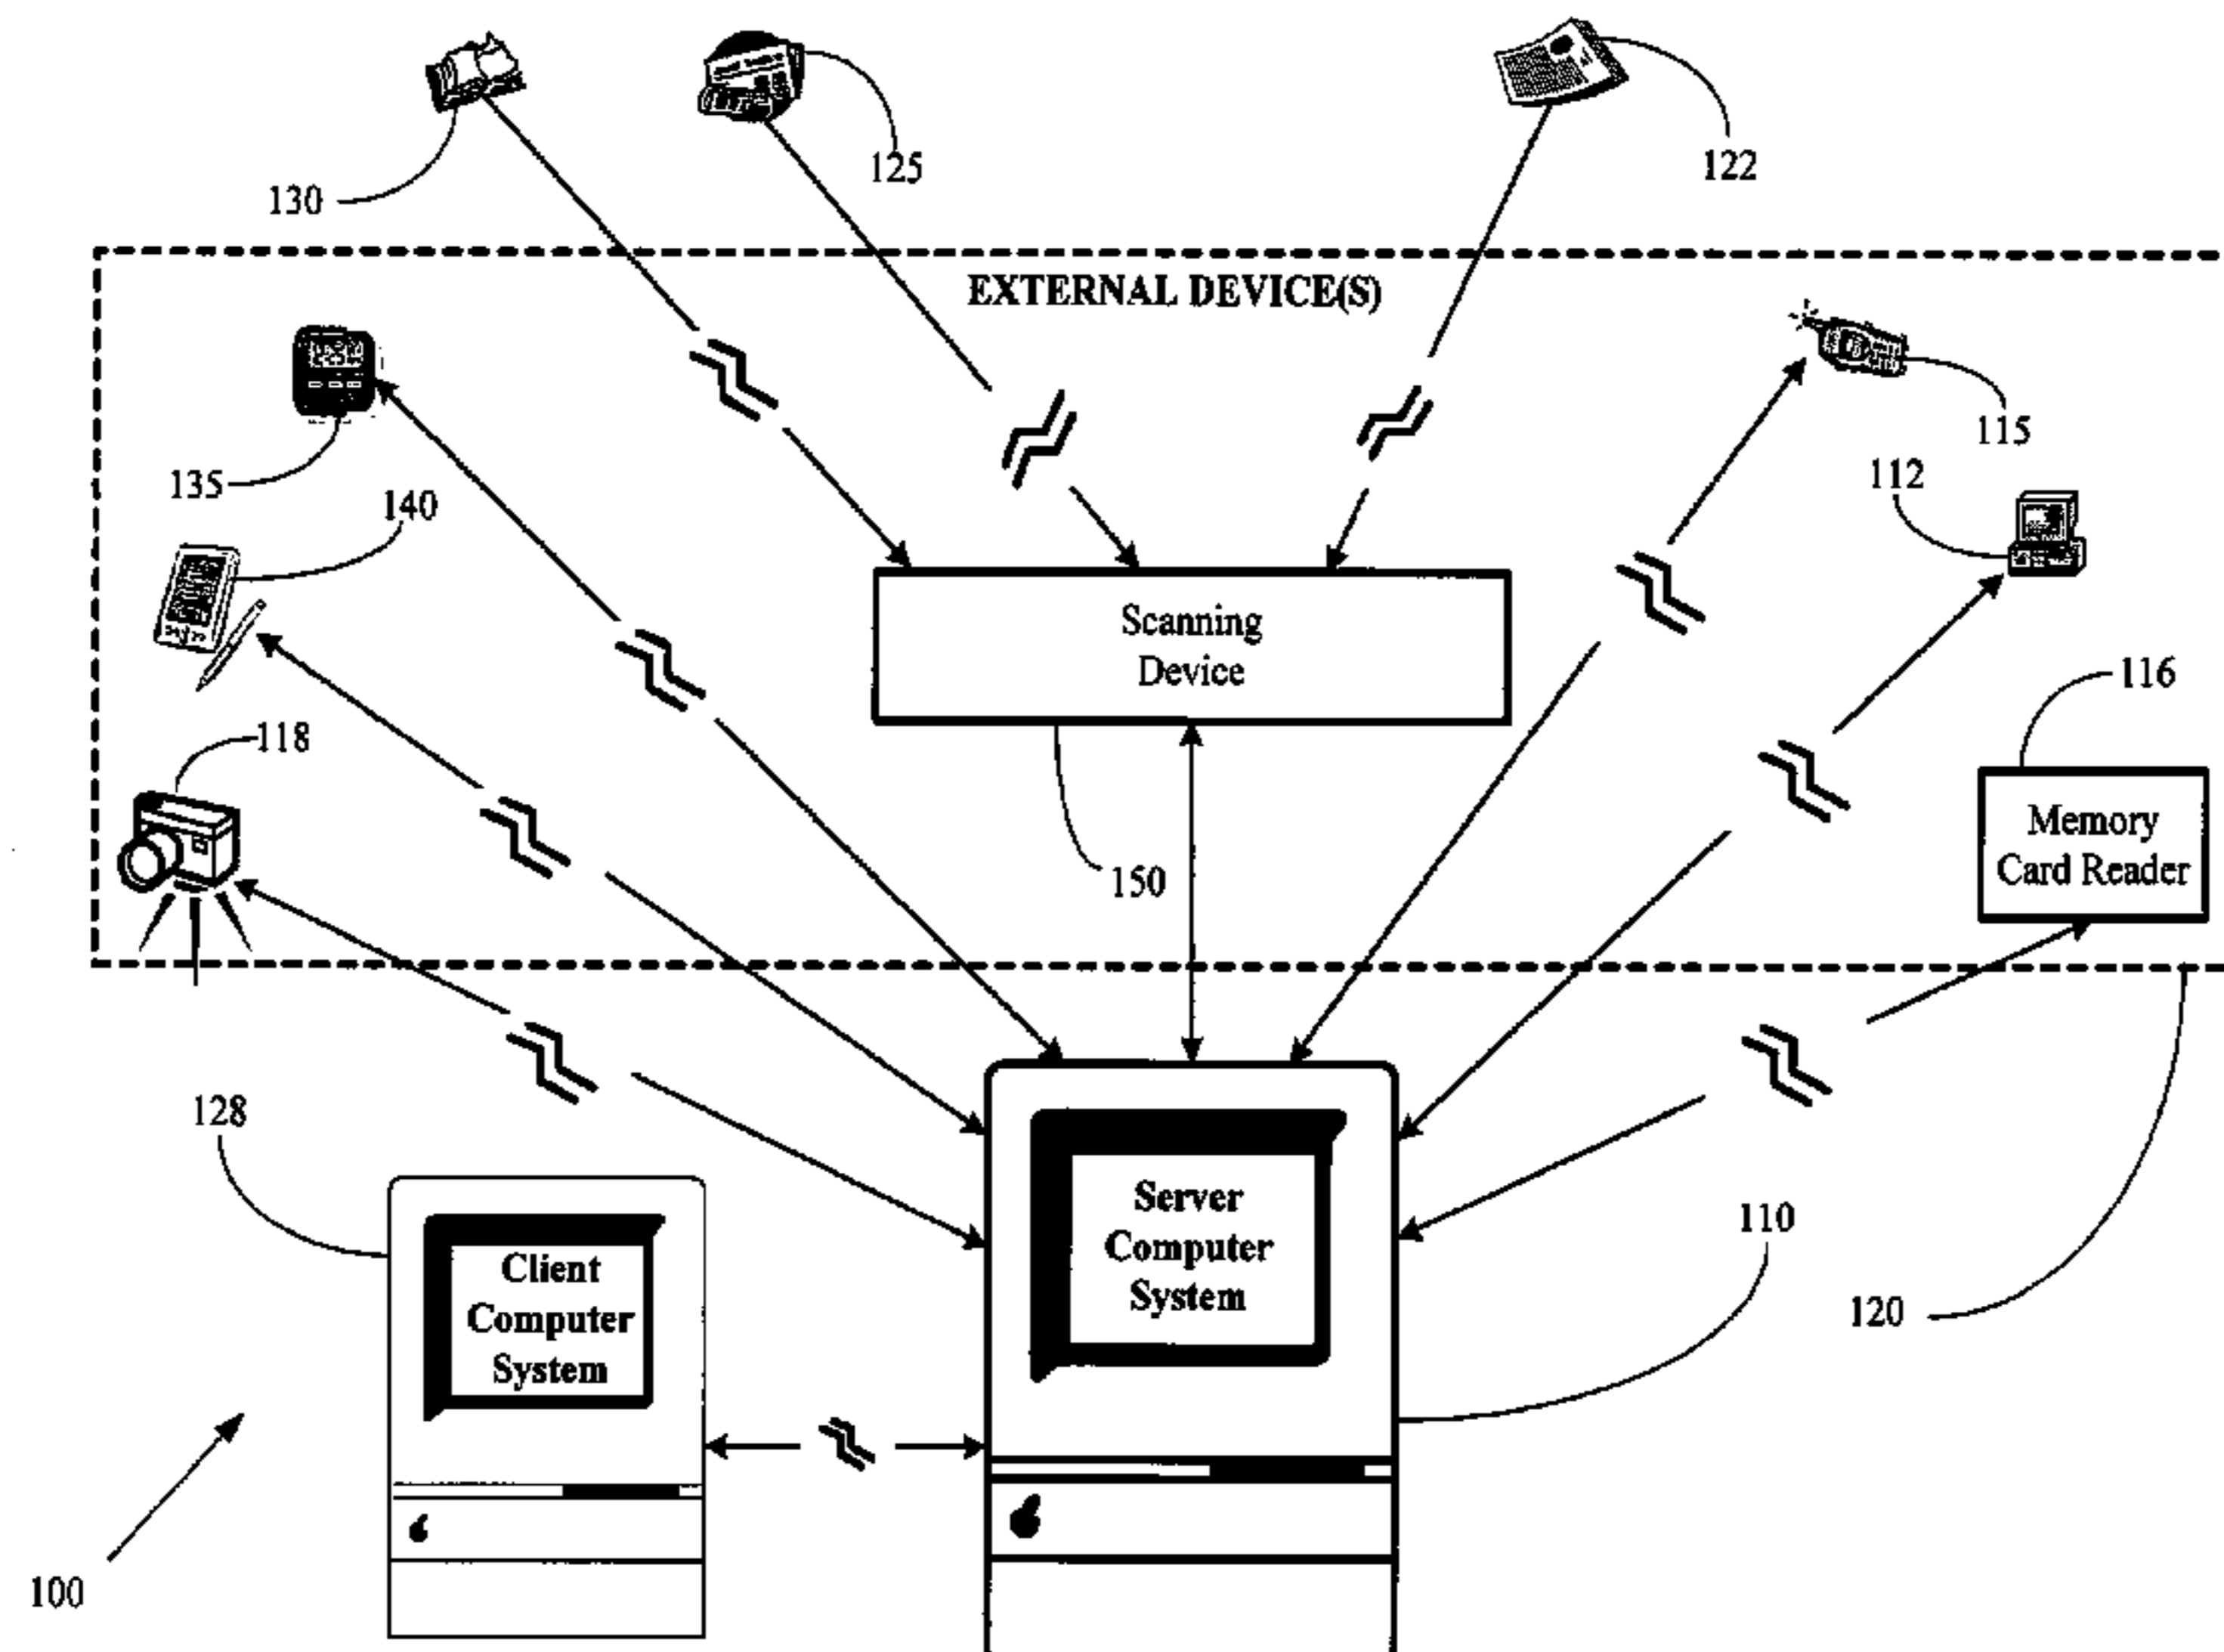 125
122
130
EXTERNAL DEVICE(S)
115
112
135
140
Scanning
Device
116
118
Memory
Card Reader
150
128
Server
Computer
System
110
Client
Computer
System
120
100